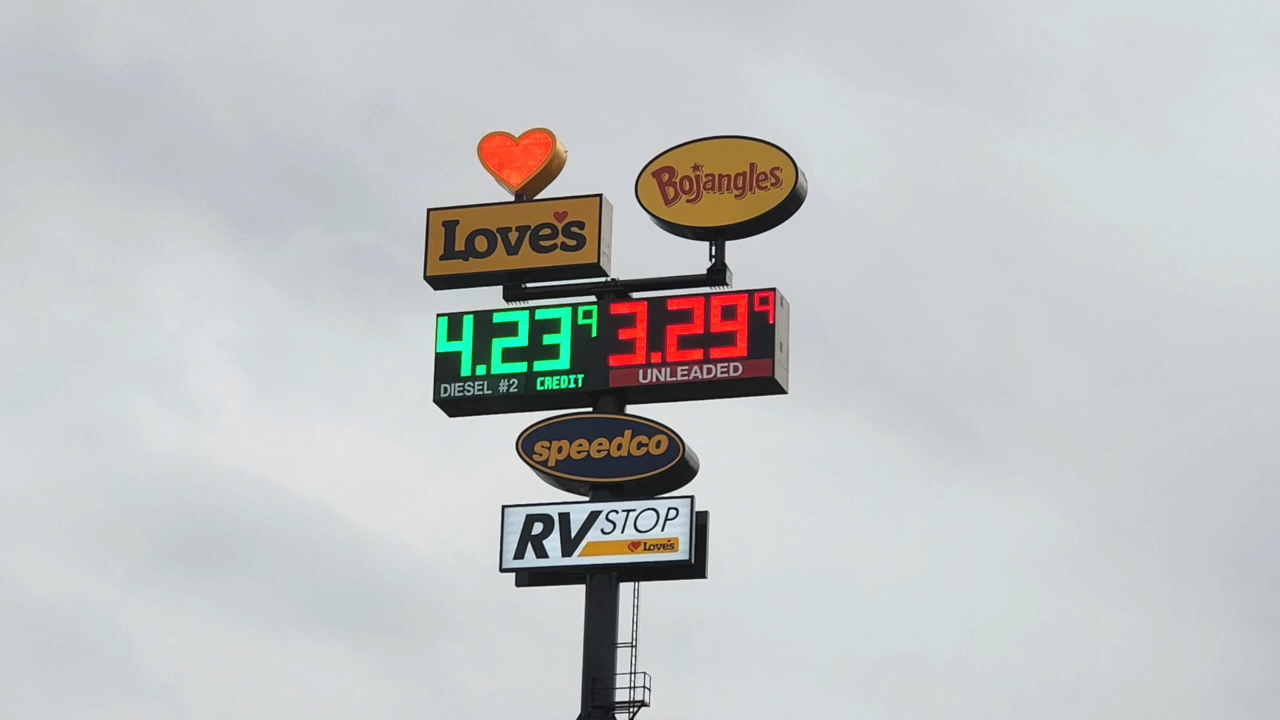 Bojangles
Love's
4.23 9
3.29 9
DIESEL #2
CREDIT
UNLEADED
speedco
RV STOP
Love's